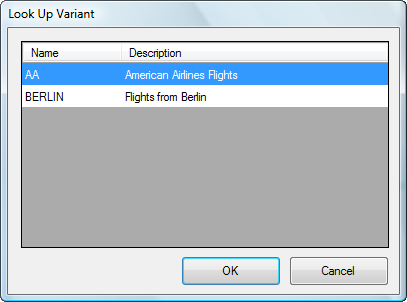 Look Up Variant
Name Description
AA American Airlines Flights
BERLIN Flights from Berlin
OK Cancel